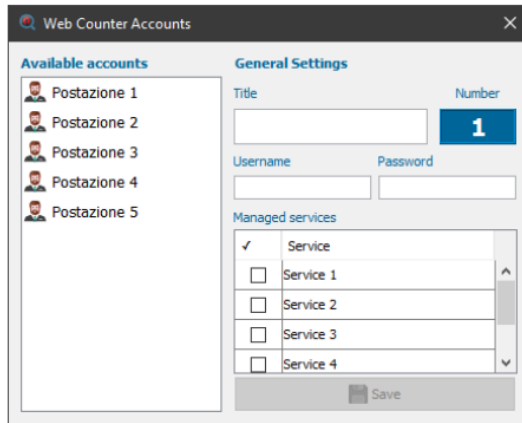 Web Counter Accounts
Available accounts
Postazione 1
Postazione 2
Postazione 3
Postazione 4
Postazione 5
General Settings
Title
Number
1
Username
Password
Managed services
✓ Service
Service 1
Service 2
Service 3
Service 4
Save